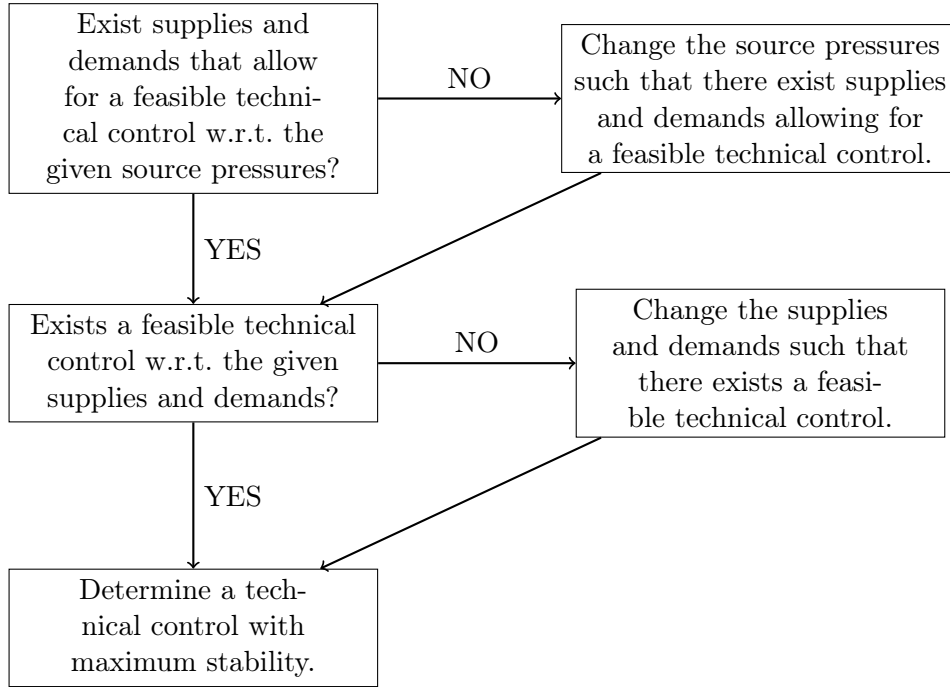 Exist supplies and
demands that allow
for a feasible techni-
cal control w.r.t. the
given source pressures?
NO
Change the source pressures
such that there exist supplies
and demands allowing for
a feasible technical control.
YES
Exists a feasible technical
control w.r.t. the given
supplies and demands?
NO
Change the supplies
and demands such that
there exists a feasi-
ble technical control.
YES
Determine a tech-
nical control with
maximum stability.